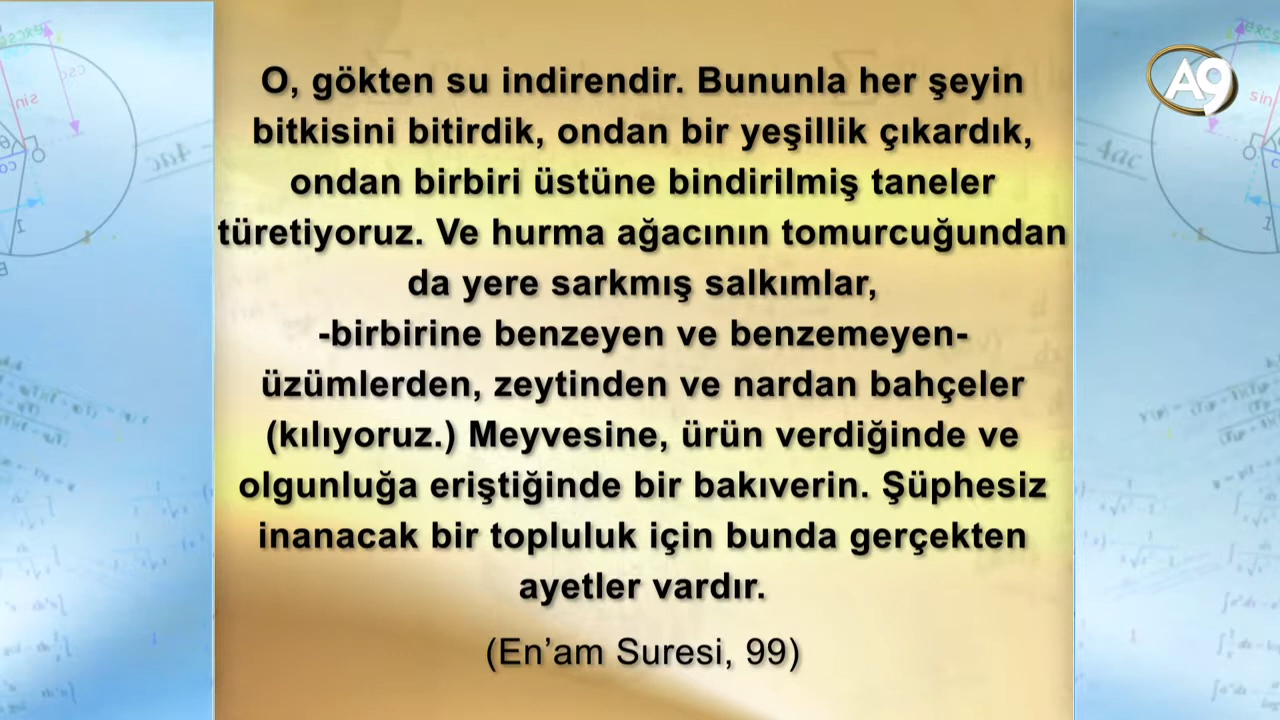 O, gökten su indirendir. Bununla her şeyin
bitkisini bitirdik, ondan bir yeşillik çıkardık,
ondan birbiri üstüne bindirilmiş taneler
türetiyoruz. Ve hurma ağacının tomurcuğundan
da yere sarkmış salkımlar,
-birbirine benzeyen ve benzemeyen-
üzümlerden, zeytinden ve nardan bahçeler
(kılıyoruz.) Meyvesine, ürün verdiğinde ve
olgunluğa eriştiğinde bir bakıverin. Şüphesiz
inanacak bir topluluk için bunda gerçekten
ayetler vardır.
(En’am Suresi, 99)
A9